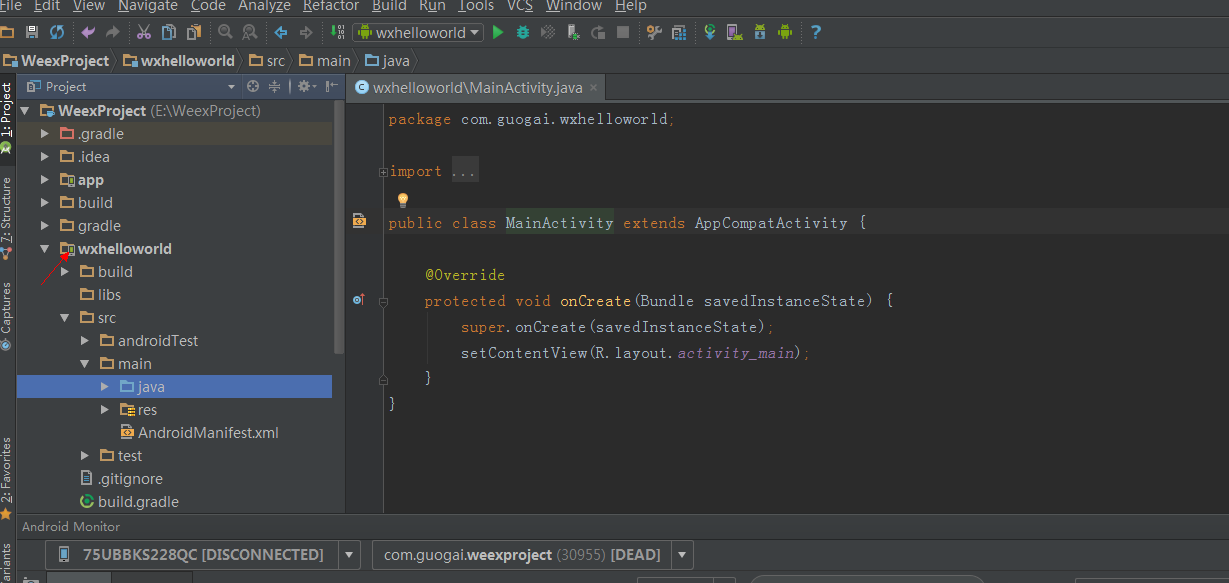 File Edit View Navigate Code Analyze Refactor Build Run Tools VCS Window Help
wxhelloworld
WeexProject wxhelloworld src main java
1: Project
7: Structure
Captures
2: Favorites
Project
WeexProject (E:\WeexProject)
.gradle
.idea
app
build
gradle
wxhelloworld
build
libs
src
androidTest
main
java
res
AndroidManifest.xml
test
.gitignore
build.gradle
wxhelloworld\MainActivity.java
package com.guogai.wxhelloworld;
import ...
public class MainActivity extends AppCompatActivity {
@Override
protected void onCreate(Bundle savedInstanceState) {
super.onCreate(savedInstanceState);
setContentView(R.layout.activity_main);
}
}
Android Monitor
75UBBKS228QC [DISCONNECTED] com.guogai.weexproject (30955) [DEAD]